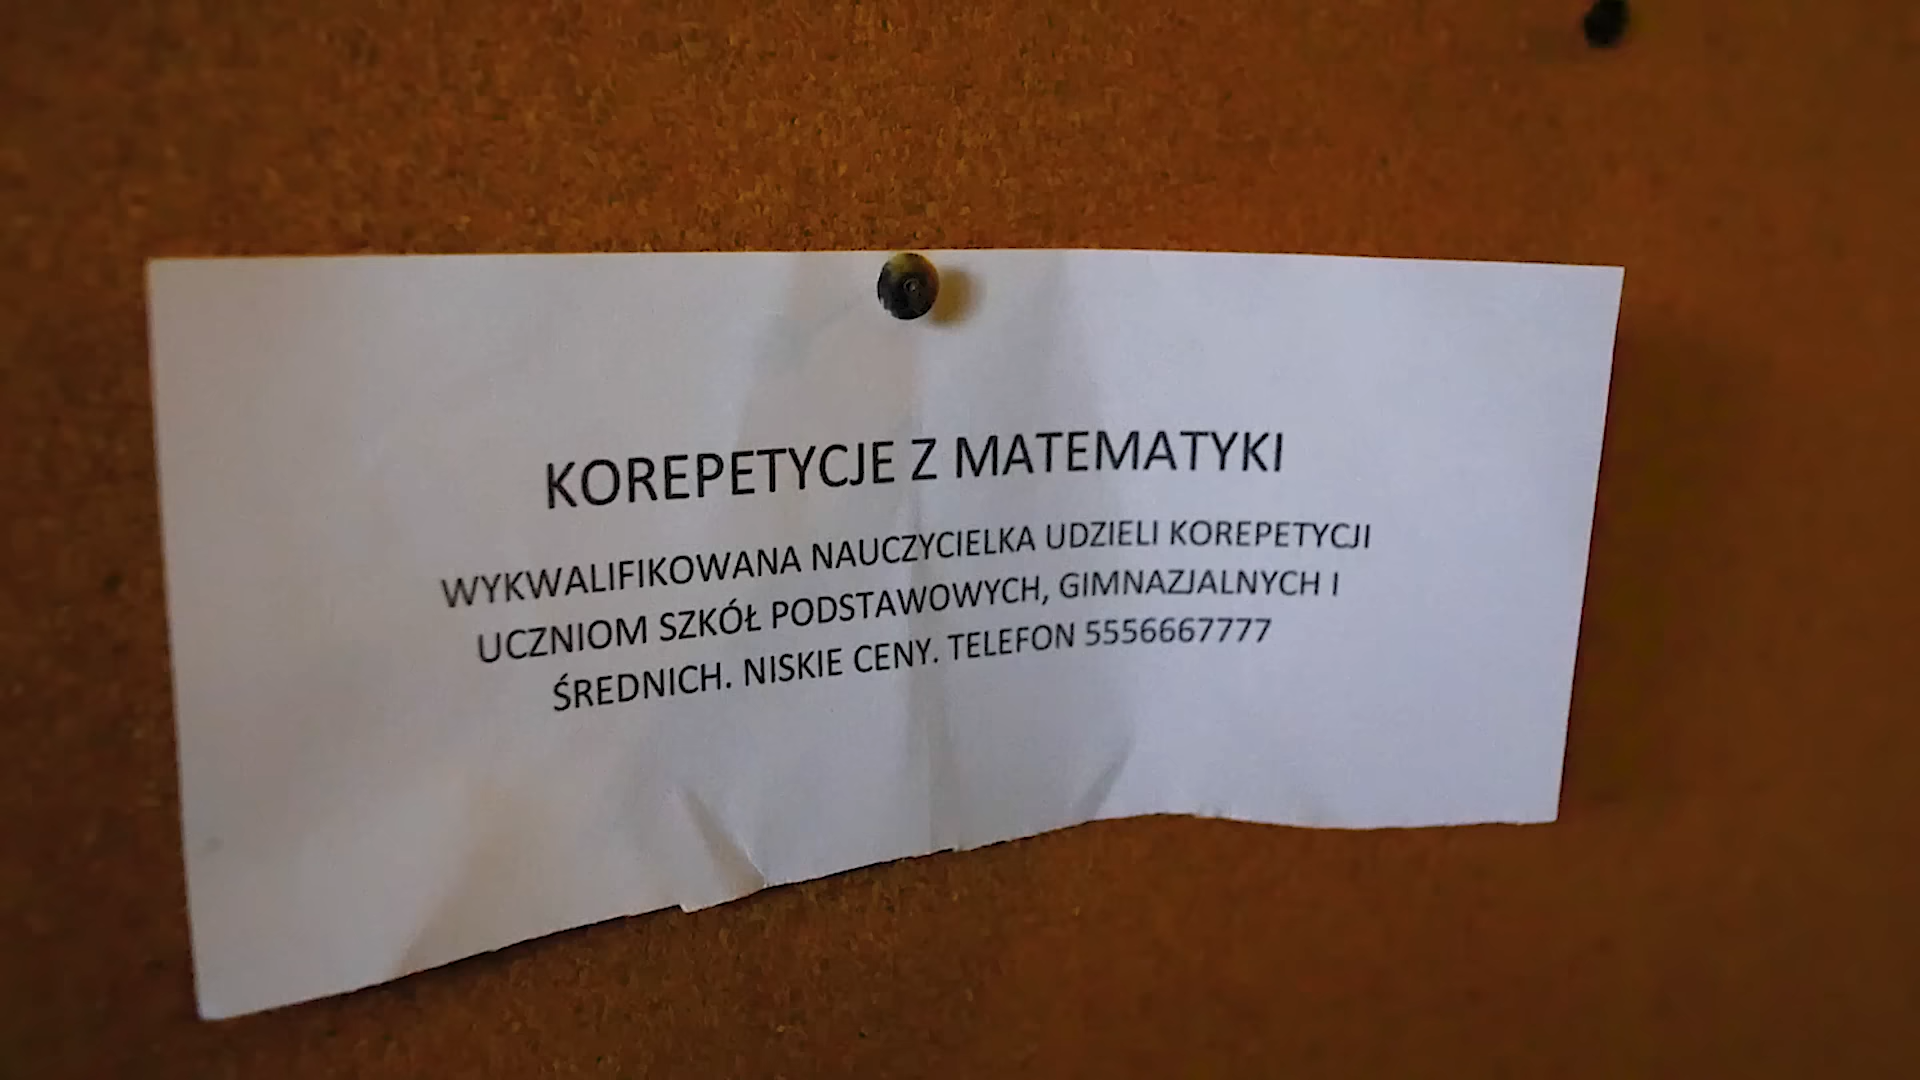 KOREPETYCJE Z MATEMATYKI
WYKWALIFIKOWANA NAUCZYCIELKA UDZIELI KOREPETYCJI
UCZNIOM SZKÓŁ PODSTAWOWYCH, GIMNAZJALNYCH I
ŚREDNICH. NISKIE CENY. TELEFON 5556667777